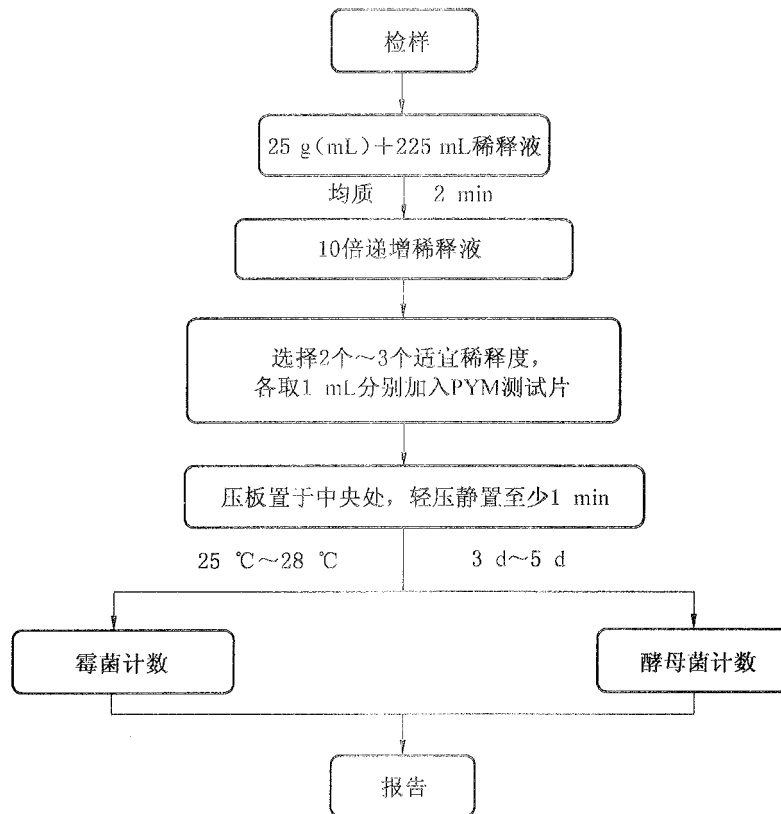 检样
25 g(mL)+225 mL稀释液
均质 2 min
10倍递增稀释液
选择2个~3个适宜稀释度,
各取1 mL分别加入PYM测试片
压板置于中央处，轻压静置至少1 min
25 ℃~28 ℃ 3 d~5 d
霉菌计数 酵母菌计数
报告